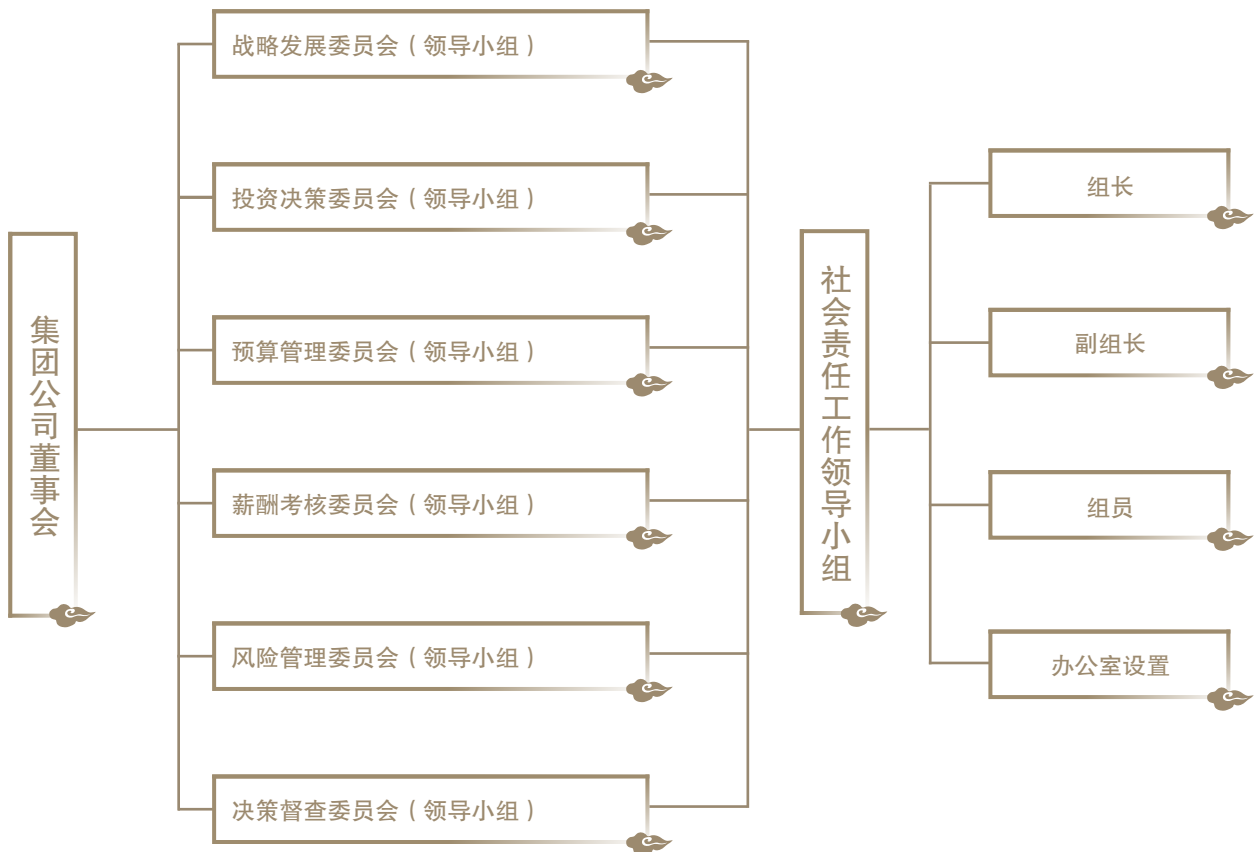 集团公司董事会
战略发展委员会（领导小组）
投资决策委员会（领导小组）
预算管理委员会（领导小组）
薪酬考核委员会（领导小组）
风险管理委员会（领导小组）
决策督查委员会（领导小组）
社会责任工作领导小组
组长
副组长
组员
办公室设置